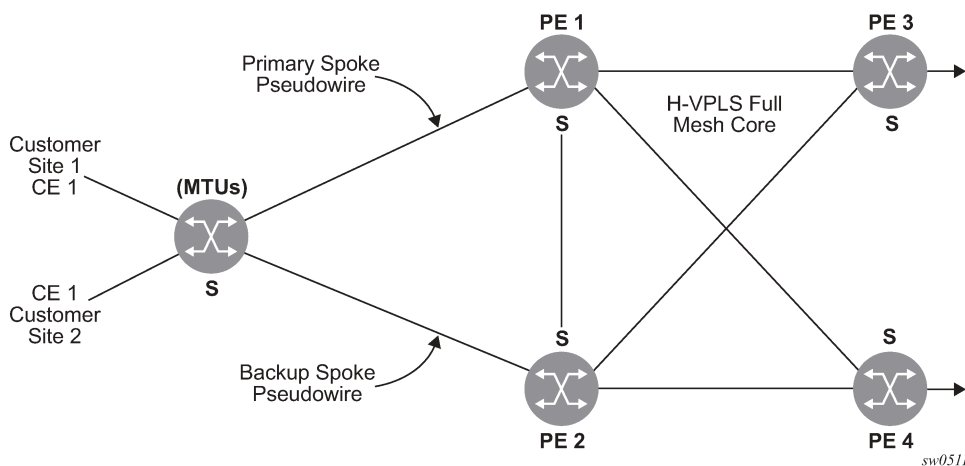 PE 1
PE 3
Primary Spoke
Pseudowire
H-VPLS Full
Mesh Core
S
S
Customer
Site 1
CE 1
(MTUs)
S
CE 1
Customer
Site 2
S
S
Backup Spoke
Pseudowire
PE 2
PE 4